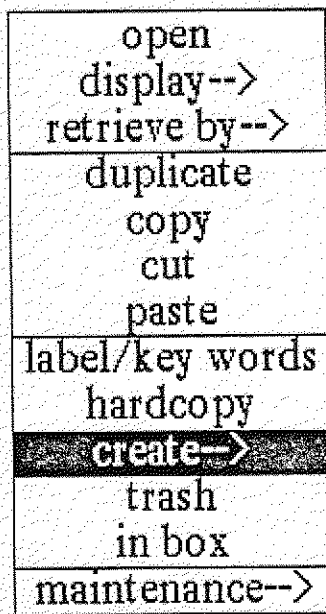 open
display-->
retrieve by-->
duplicate
copy
cut
paste
label/key words
hardcopy
create-->
trash
in box
maintenance-->